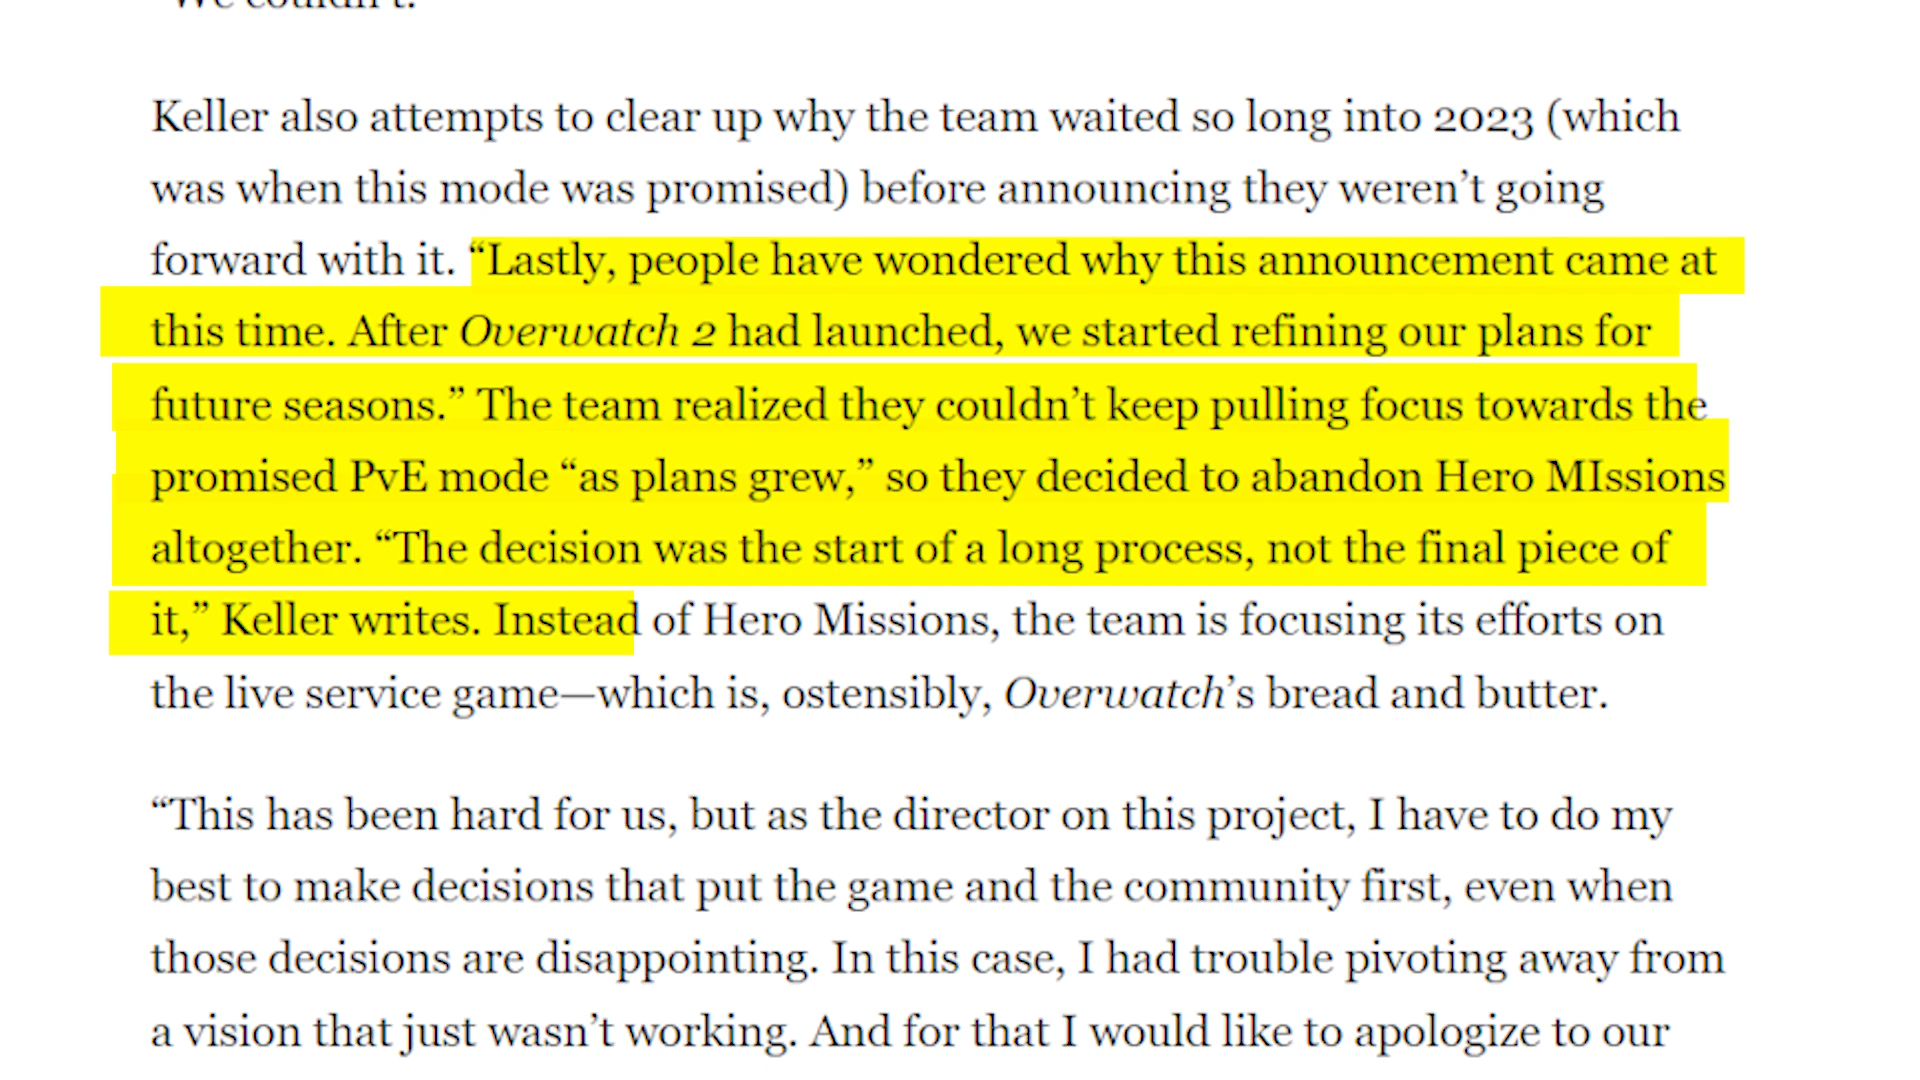 "We couldn't.
Keller also attempts to clear up why the team waited so long into 2023 (which
was when this mode was promised) before announcing they weren't going
forward with it. “Lastly, people have wondered why this announcement came at
this time. After Overwatch 2 had launched, we started refining our plans for
future seasons.” The team realized they couldn’t keep pulling focus towards the
promised PvE mode “as plans grew,” so they decided to abandon Hero MIssions
altogether. “The decision was the start of a long process, not the final piece of
it,” Keller writes. Instead of Hero Missions, the team is focusing its efforts on
the live service game—which is, ostensibly, Overwatch’s bread and butter.
“This has been hard for us, but as the director on this project, I have to do my
best to make decisions that put the game and the community first, even when
those decisions are disappointing. In this case, I had trouble pivoting away from
a vision that just wasn’t working. And for that I would like to apologize to our